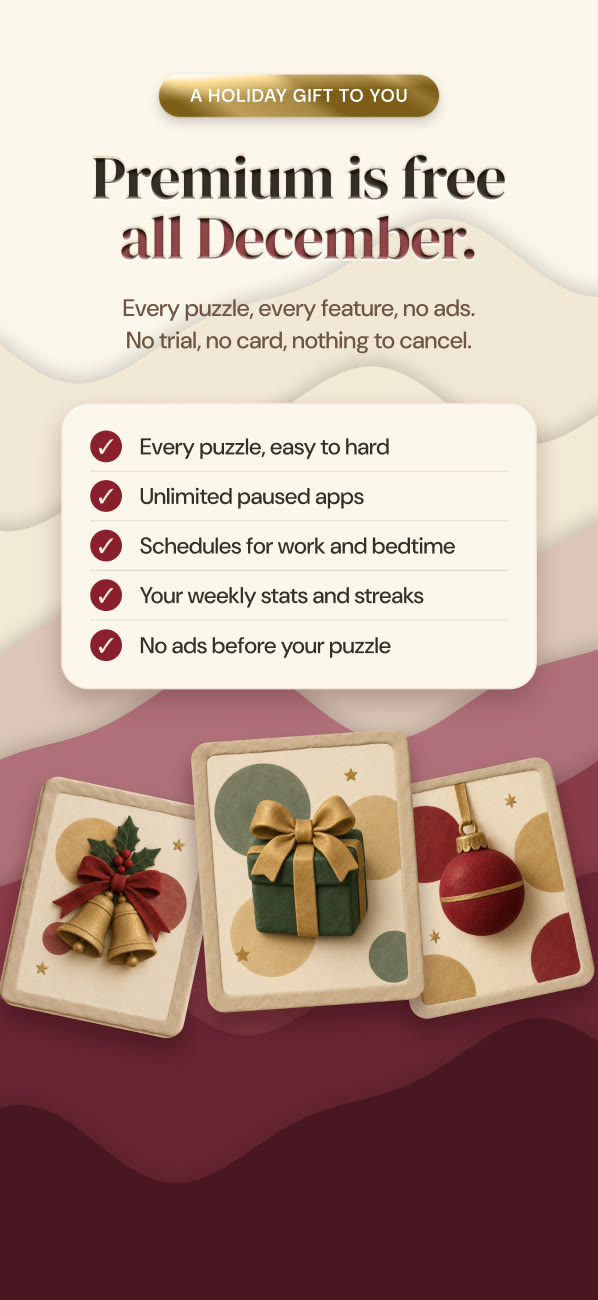 A HOLIDAY GIFT TO YOU
Premium is free
all December.
Every puzzle, every feature, no ads.
No trial, no card, nothing to cancel.
Every puzzle, easy to hard
Unlimited paused apps
Schedules for work and bedtime
Your weekly stats and streaks
No ads before your puzzle